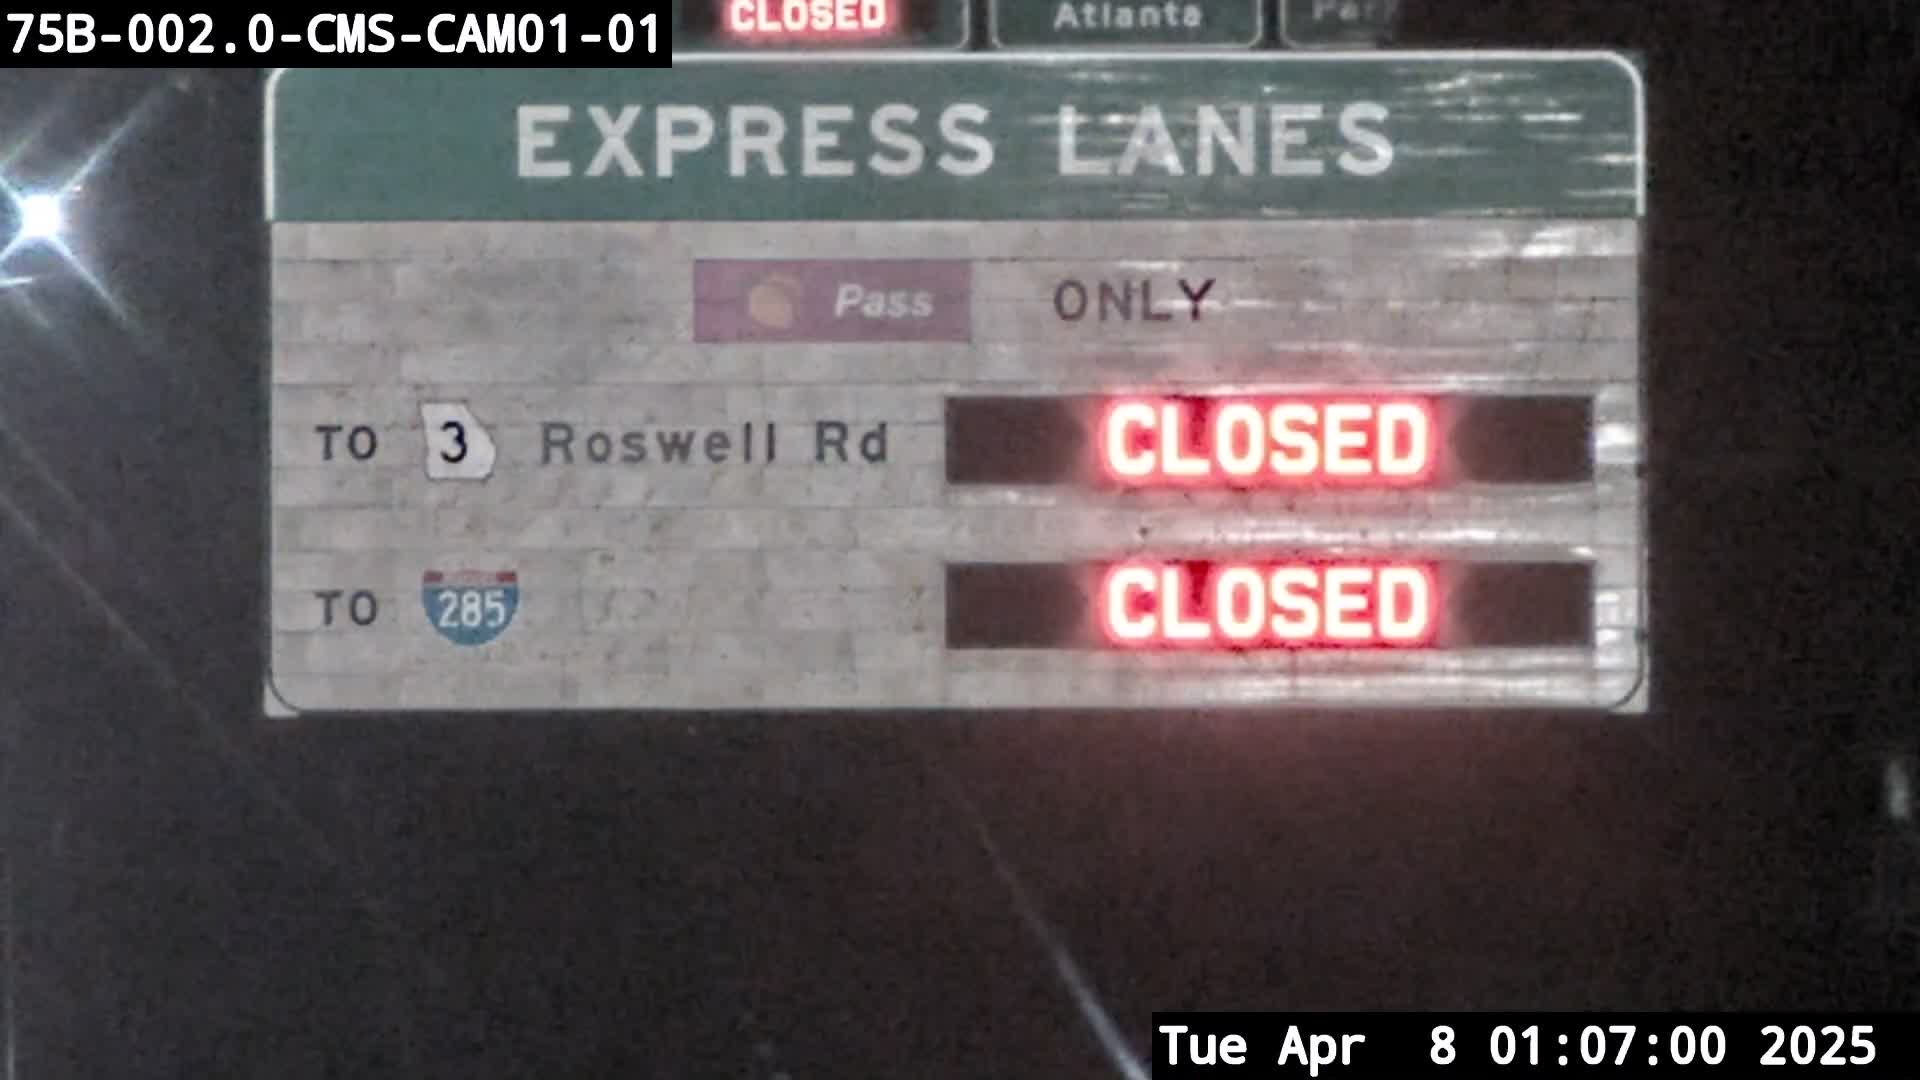 75B-002.0-CMS-CAM01-01
CLOSED
Atlanta
EXPRESS LANES
Pass ONLY
TO 3 Roswell Rd CLOSED
TO 285 CLOSED
Tue Apr 8 01:07:00 2025